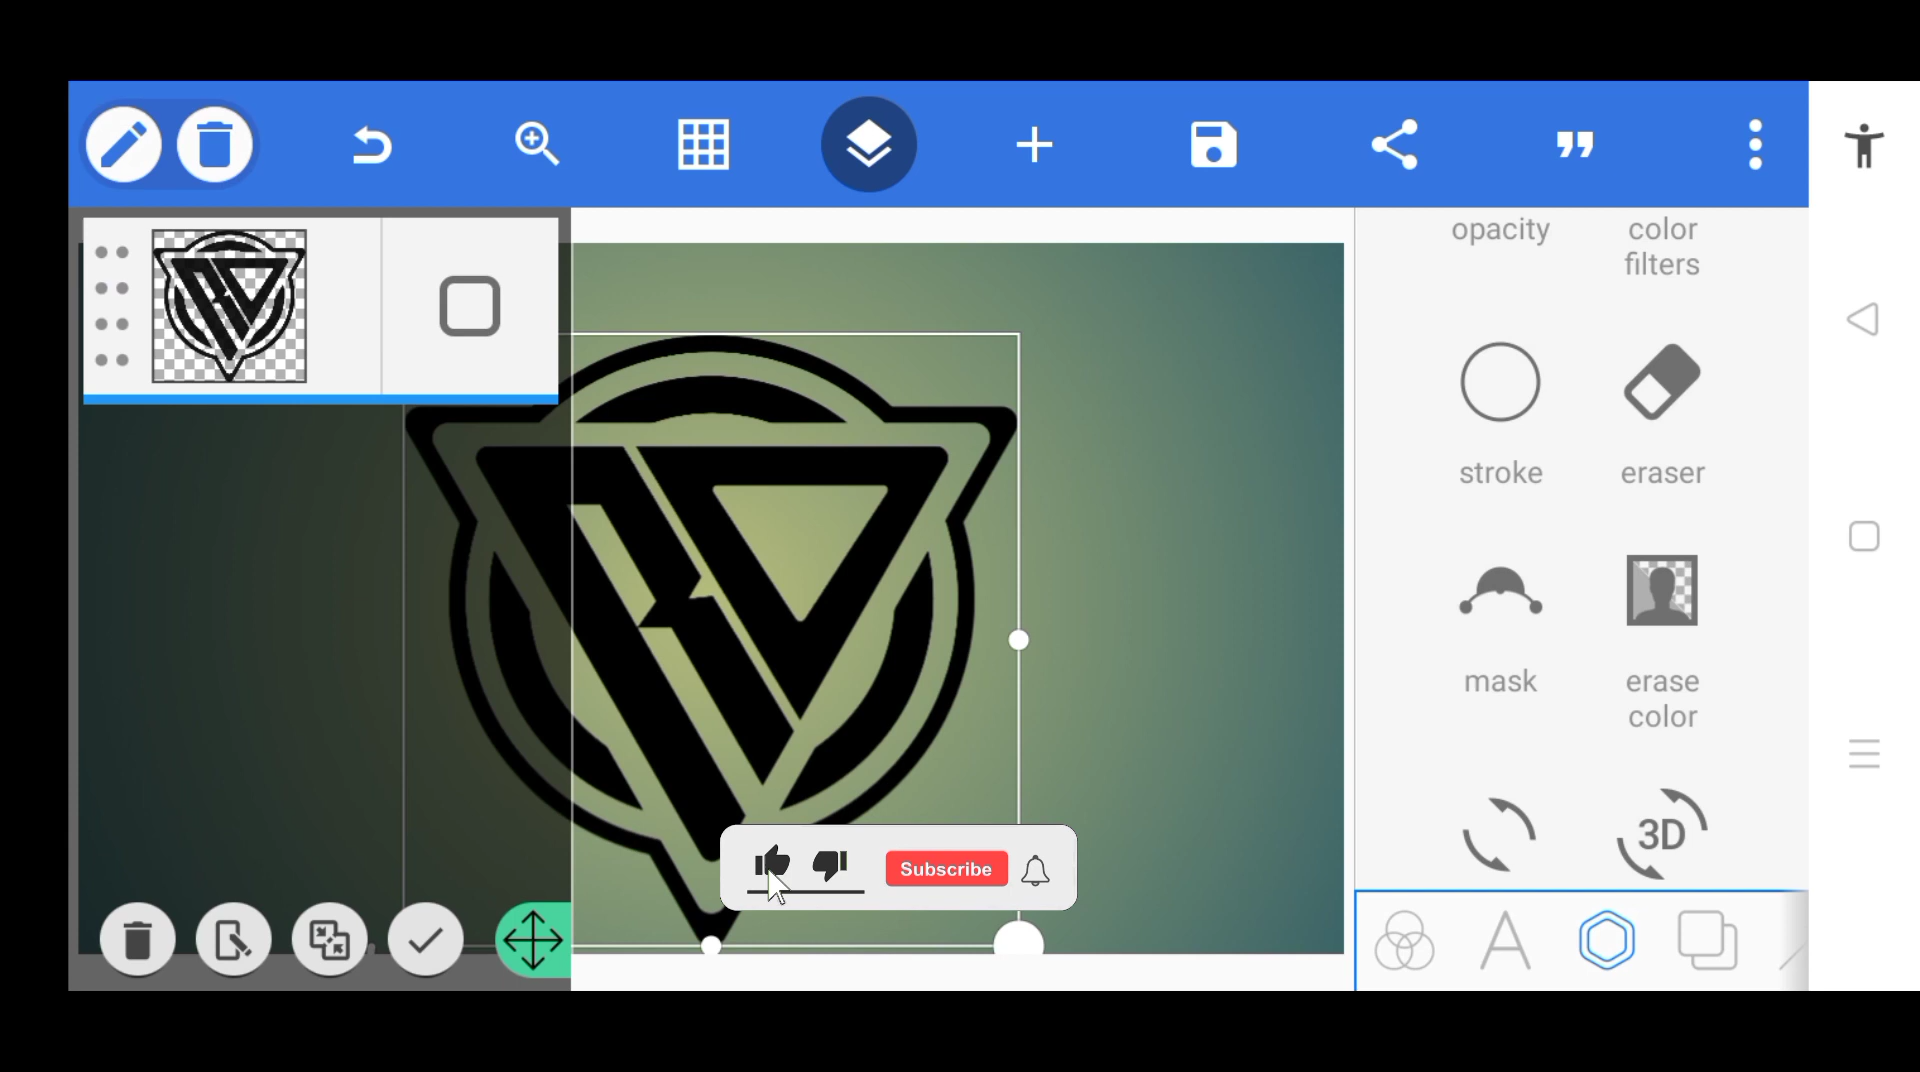 opacity
color
filters
stroke
eraser
mask
erase
color
3D
Subscribe